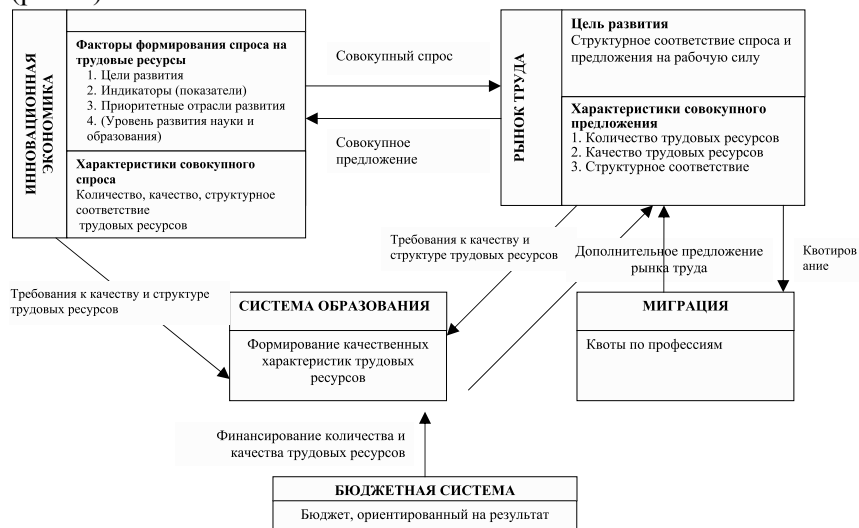 ИННОВАЦИОННАЯ
ЭКОНОМИКА
Факторы формирования спроса на
трудовые ресурсы
1. Цели развития
2. Индикаторы (показатели)
3. Приоритетные отрасли развития
4. (Уровень развития науки и
образования)
Характеристики совокупного
спроса
Количество, качество, структурное
соответствие
трудовых ресурсов
Совокупный спрос
Совокупное
предложение
РЫНОК ТРУДА
Цель развития
Структурное соответствие спроса и
предложения на рабочую силу
Характеристики совокупного
предложения
1. Количество трудовых ресурсов
2. Качество трудовых ресурсов
3. Структурное соответствие
Требования к качеству и
структуре трудовых ресурсов
Дополнительное предложение
рынка труда
Квотиров
ание
Требования к качеству и структуре
трудовых ресурсов
СИСТЕМА ОБРАЗОВАНИЯ
Формирование качественных
характеристик трудовых
ресурсов
МИГРАЦИЯ
Квоты по профессиям
Финансирование количества и
качества трудовых ресурсов
БЮДЖЕТНАЯ СИСТЕМА
Бюджет, ориентированный на результат